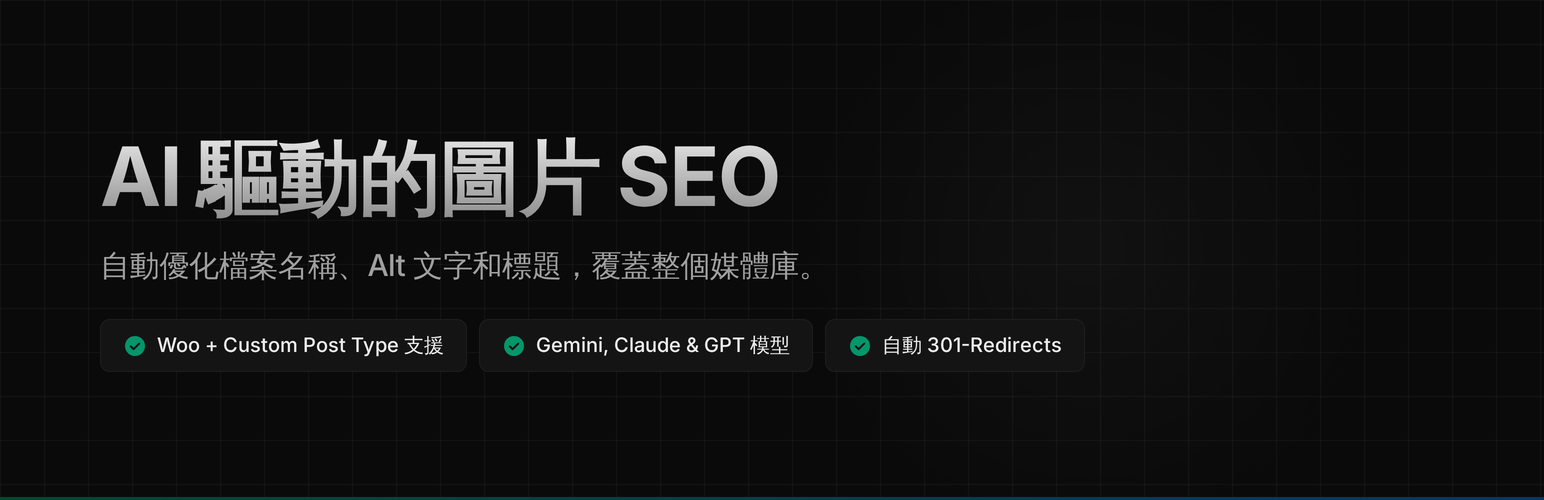 AI 驅動的圖片 SEO
自動優化檔案名稱、Alt 文字和標題，覆蓋整個媒體庫。
Woo + Custom Post Type 支援
Gemini, Claude & GPT 模型
自動 301-Redirects